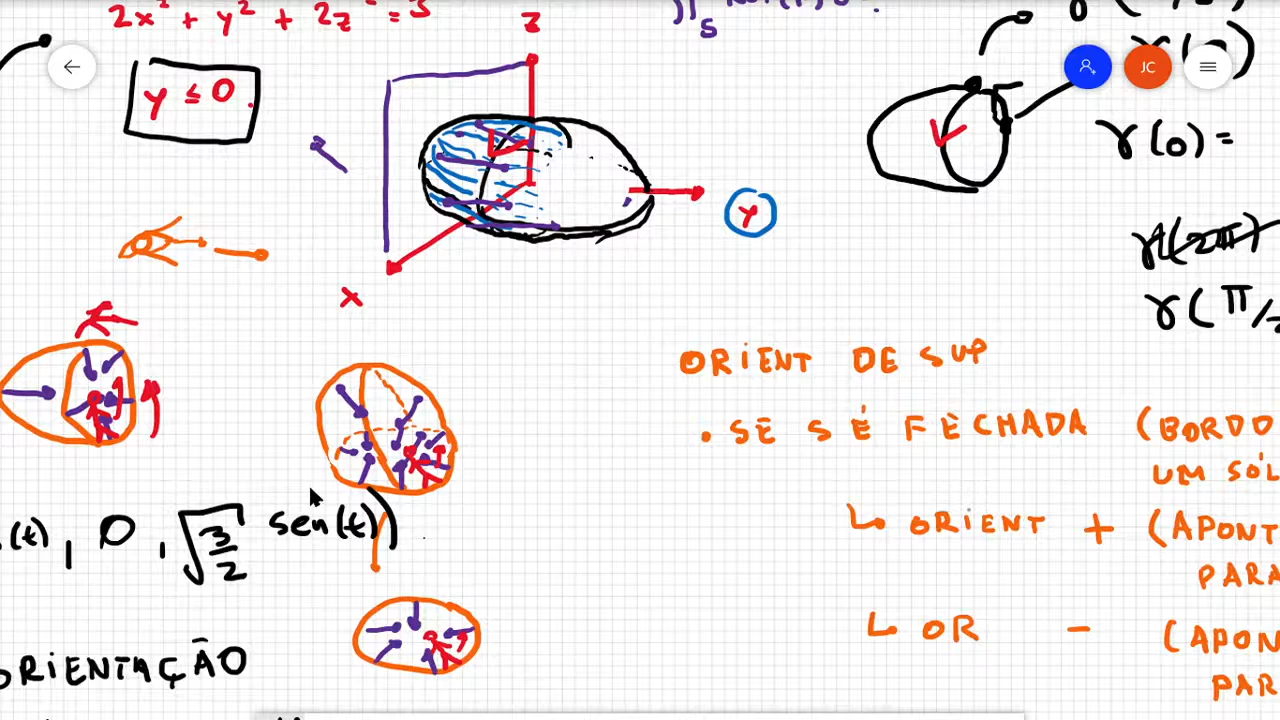 2x² + y² + 2z² = 3
y ≤ 0.
z
S
γ(0) =
y
x
γ(2π)
γ(π/
ORIENT DE SUP
. SE S É FECHADA (BORDO
UM SÓL
(t), 0, √3/2 sen(t))
↳ ORIENT + (APONT
PARA
↳ OR - (APON
PAR
ORIENTAÇÃO
JC